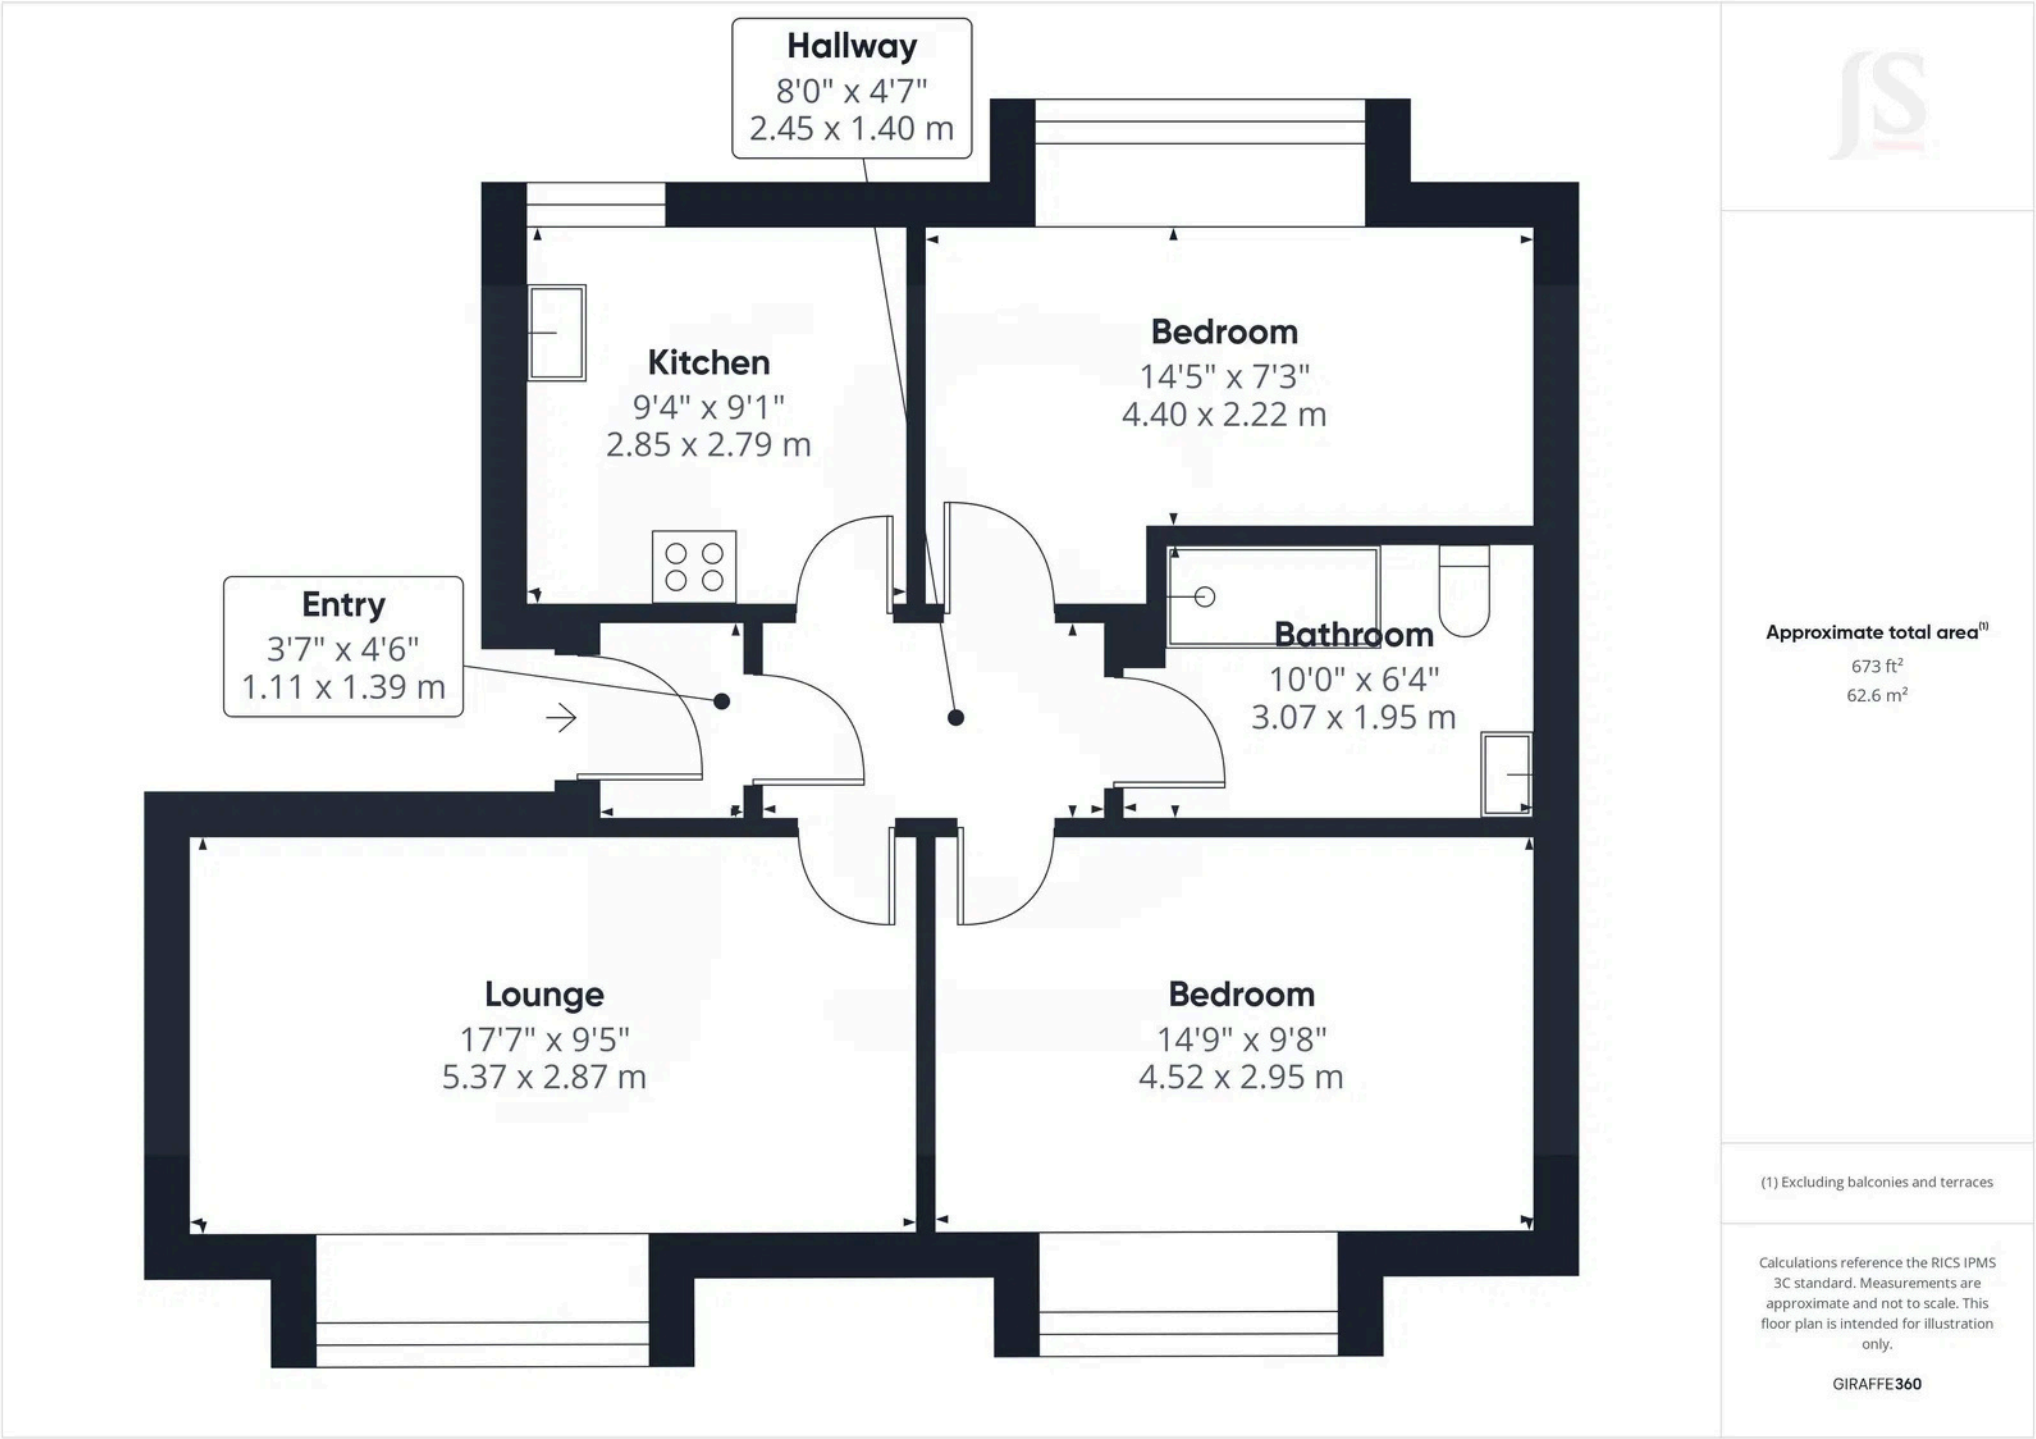 Hallway
8'0" x 4'7"
2.45 x 1.40 m
Bedroom
14'5" x 7'3"
4.40 x 2.22 m
Kitchen
9'4" x 9'1"
2.85 x 2.79 m
Entry
3'7" x 4'6"
1.11 x 1.39 m
Bathroom
10'0" x 6'4"
3.07 x 1.95 m
Lounge
17'7" x 9'5"
5.37 x 2.87 m
Bedroom
14'9" x 9'8"
4.52 x 2.95 m
JS
Approximate total area⁽¹⁾
673 ft²
62.6 m²
(1) Excluding balconies and terraces
Calculations reference the RICS IPMS
3C standard. Measurements are
approximate and not to scale. This
floor plan is intended for illustration
only.
GIRAFFE360